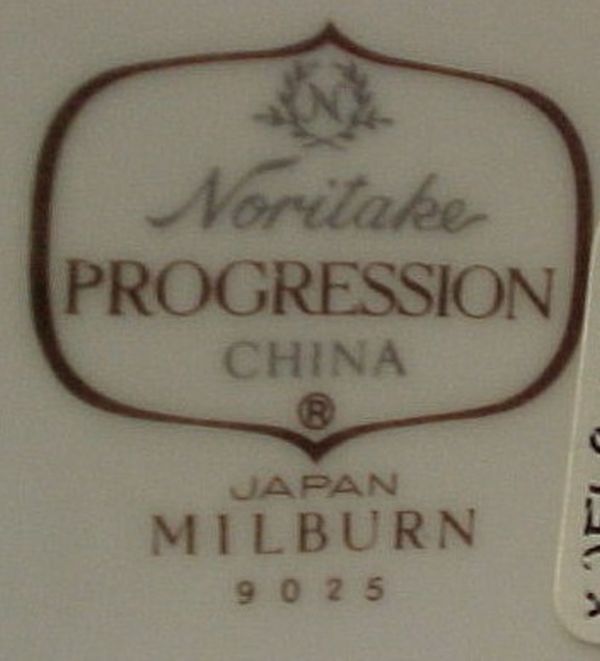 N
Noritake
PROGRESSION
CHINA
®
JAPAN
MILBURN
9025